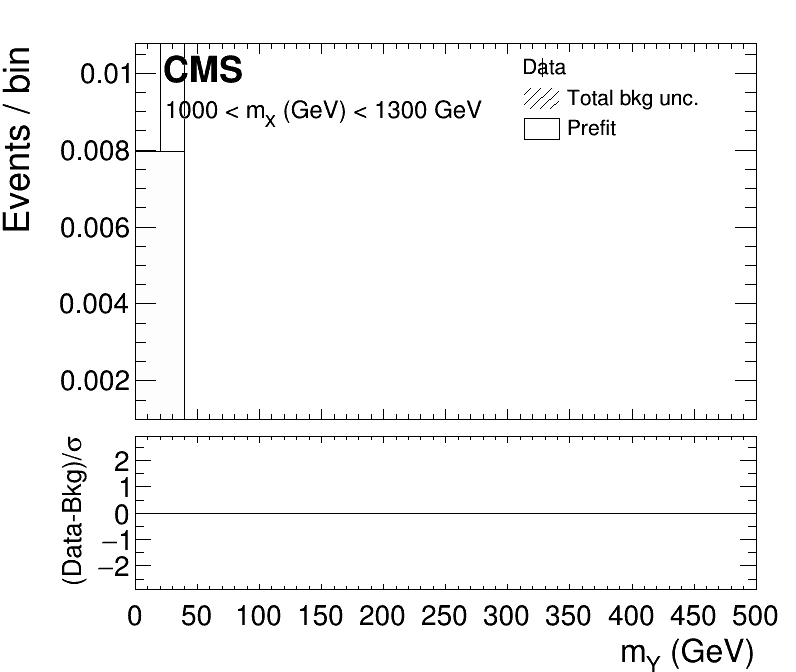 Events / bin
0.01
0.008
0.006
0.004
0.002
CMS
1000 < mX (GeV) < 1300 GeV
Data
Total bkg unc.
Prefit
(Data-Bkg)/σ
2
1
0
−1
−2
0 50 100 150 200 250 300 350 400 450 500
mY (GeV)